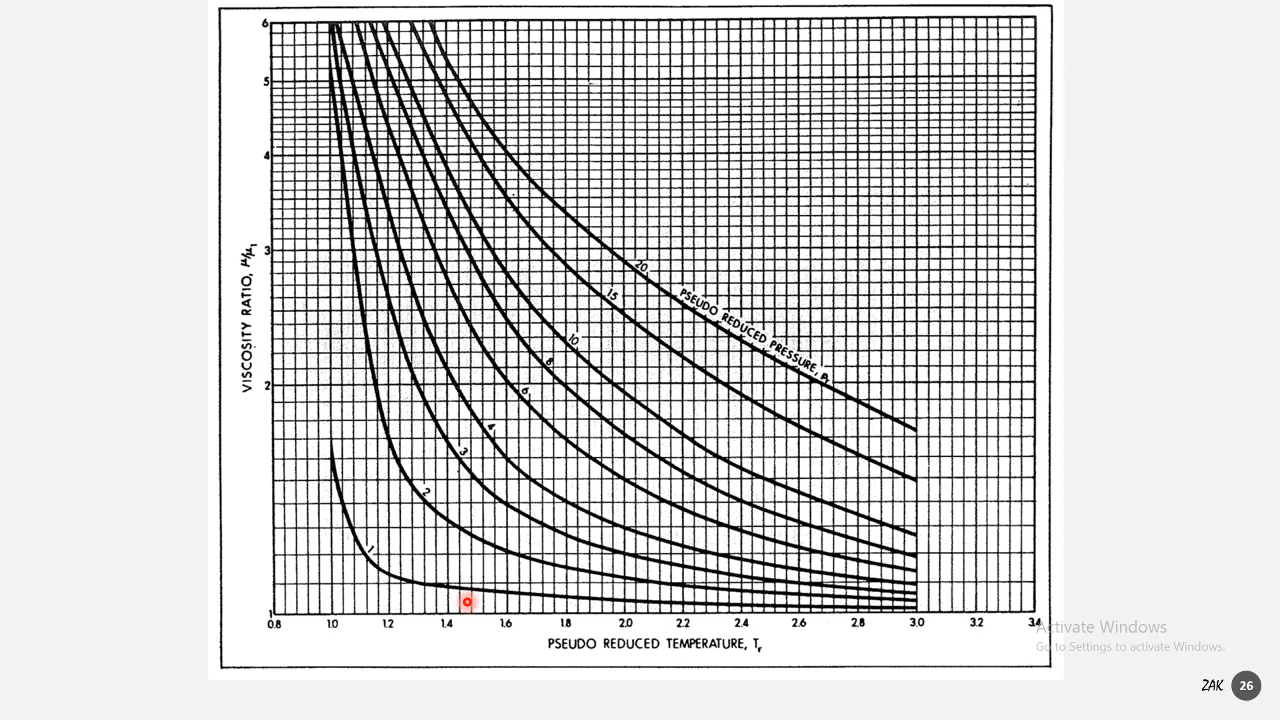 6
5
4
3
2
1
VISCOSITY RATIO, μ/μ1
20
15
10
8
6
4
3
2
1
PSEUDO REDUCED PRESSURE, Pr
0.8 1.0 1.2 1.4 1.6 1.8 2.0 2.2 2.4 2.6 2.8 3.0 3.2 3.4
PSEUDO REDUCED TEMPERATURE, Tr
Activate Windows
Go to Settings to activate Windows.
ZAK 26